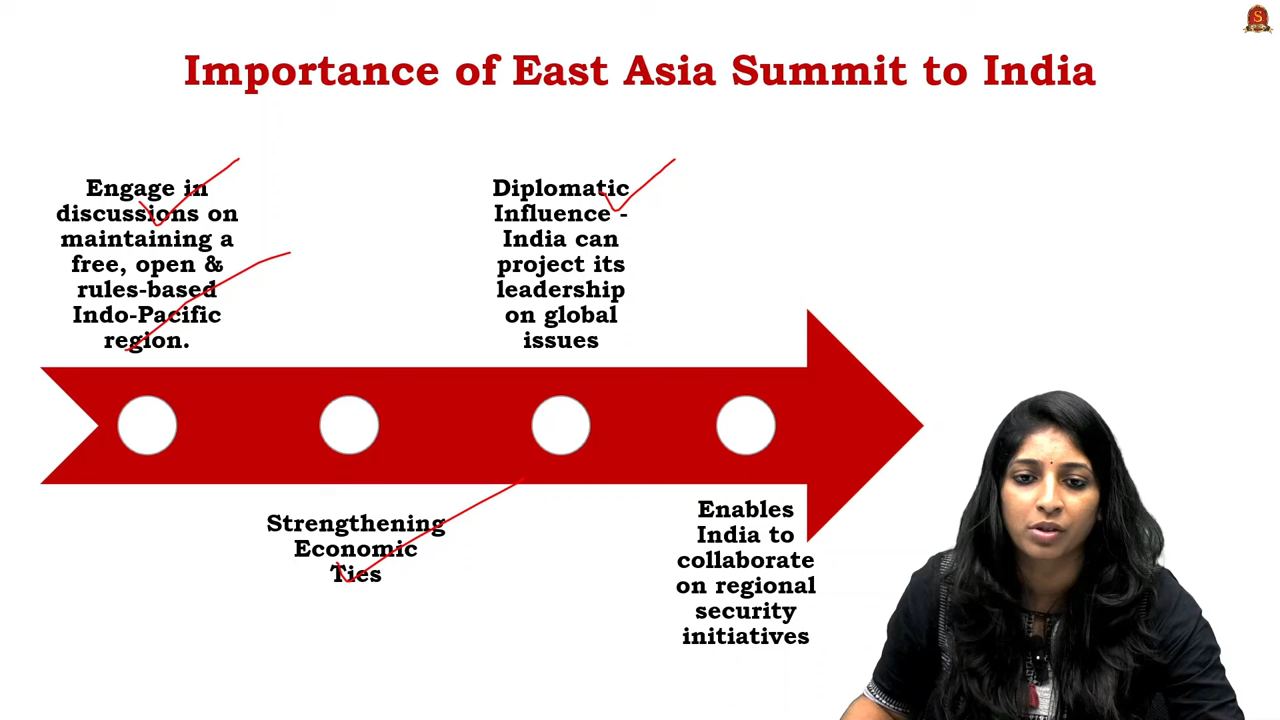 Importance of East Asia Summit to India
Engage in
discussions on
maintaining a
free, open &
rules-based
Indo-Pacific
region.
Strengthening
Economic
Ties
Diplomatic
Influence -
India can
project its
leadership
on global
issues
Enables
India to
collaborate
on regional
security
initiatives
S